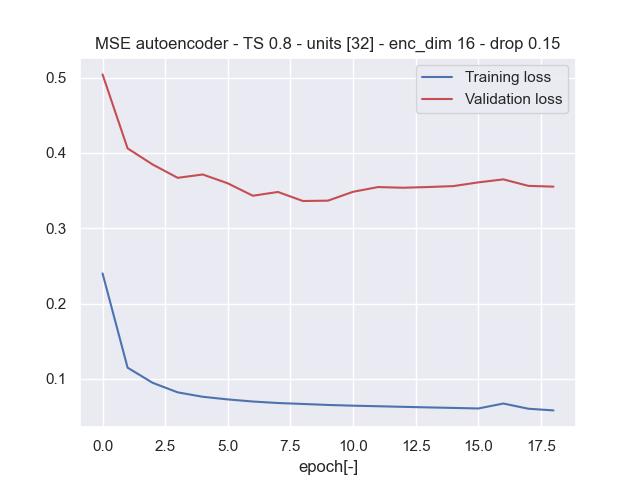 MSE autoencoder - TS 0.8 - units [32] - enc_dim 16 - drop 0.15
Training loss
Validation loss
0.5
0.4
0.3
0.2
0.1
0.0 2.5 5.0 7.5 10.0 12.5 15.0 17.5
epoch[-]